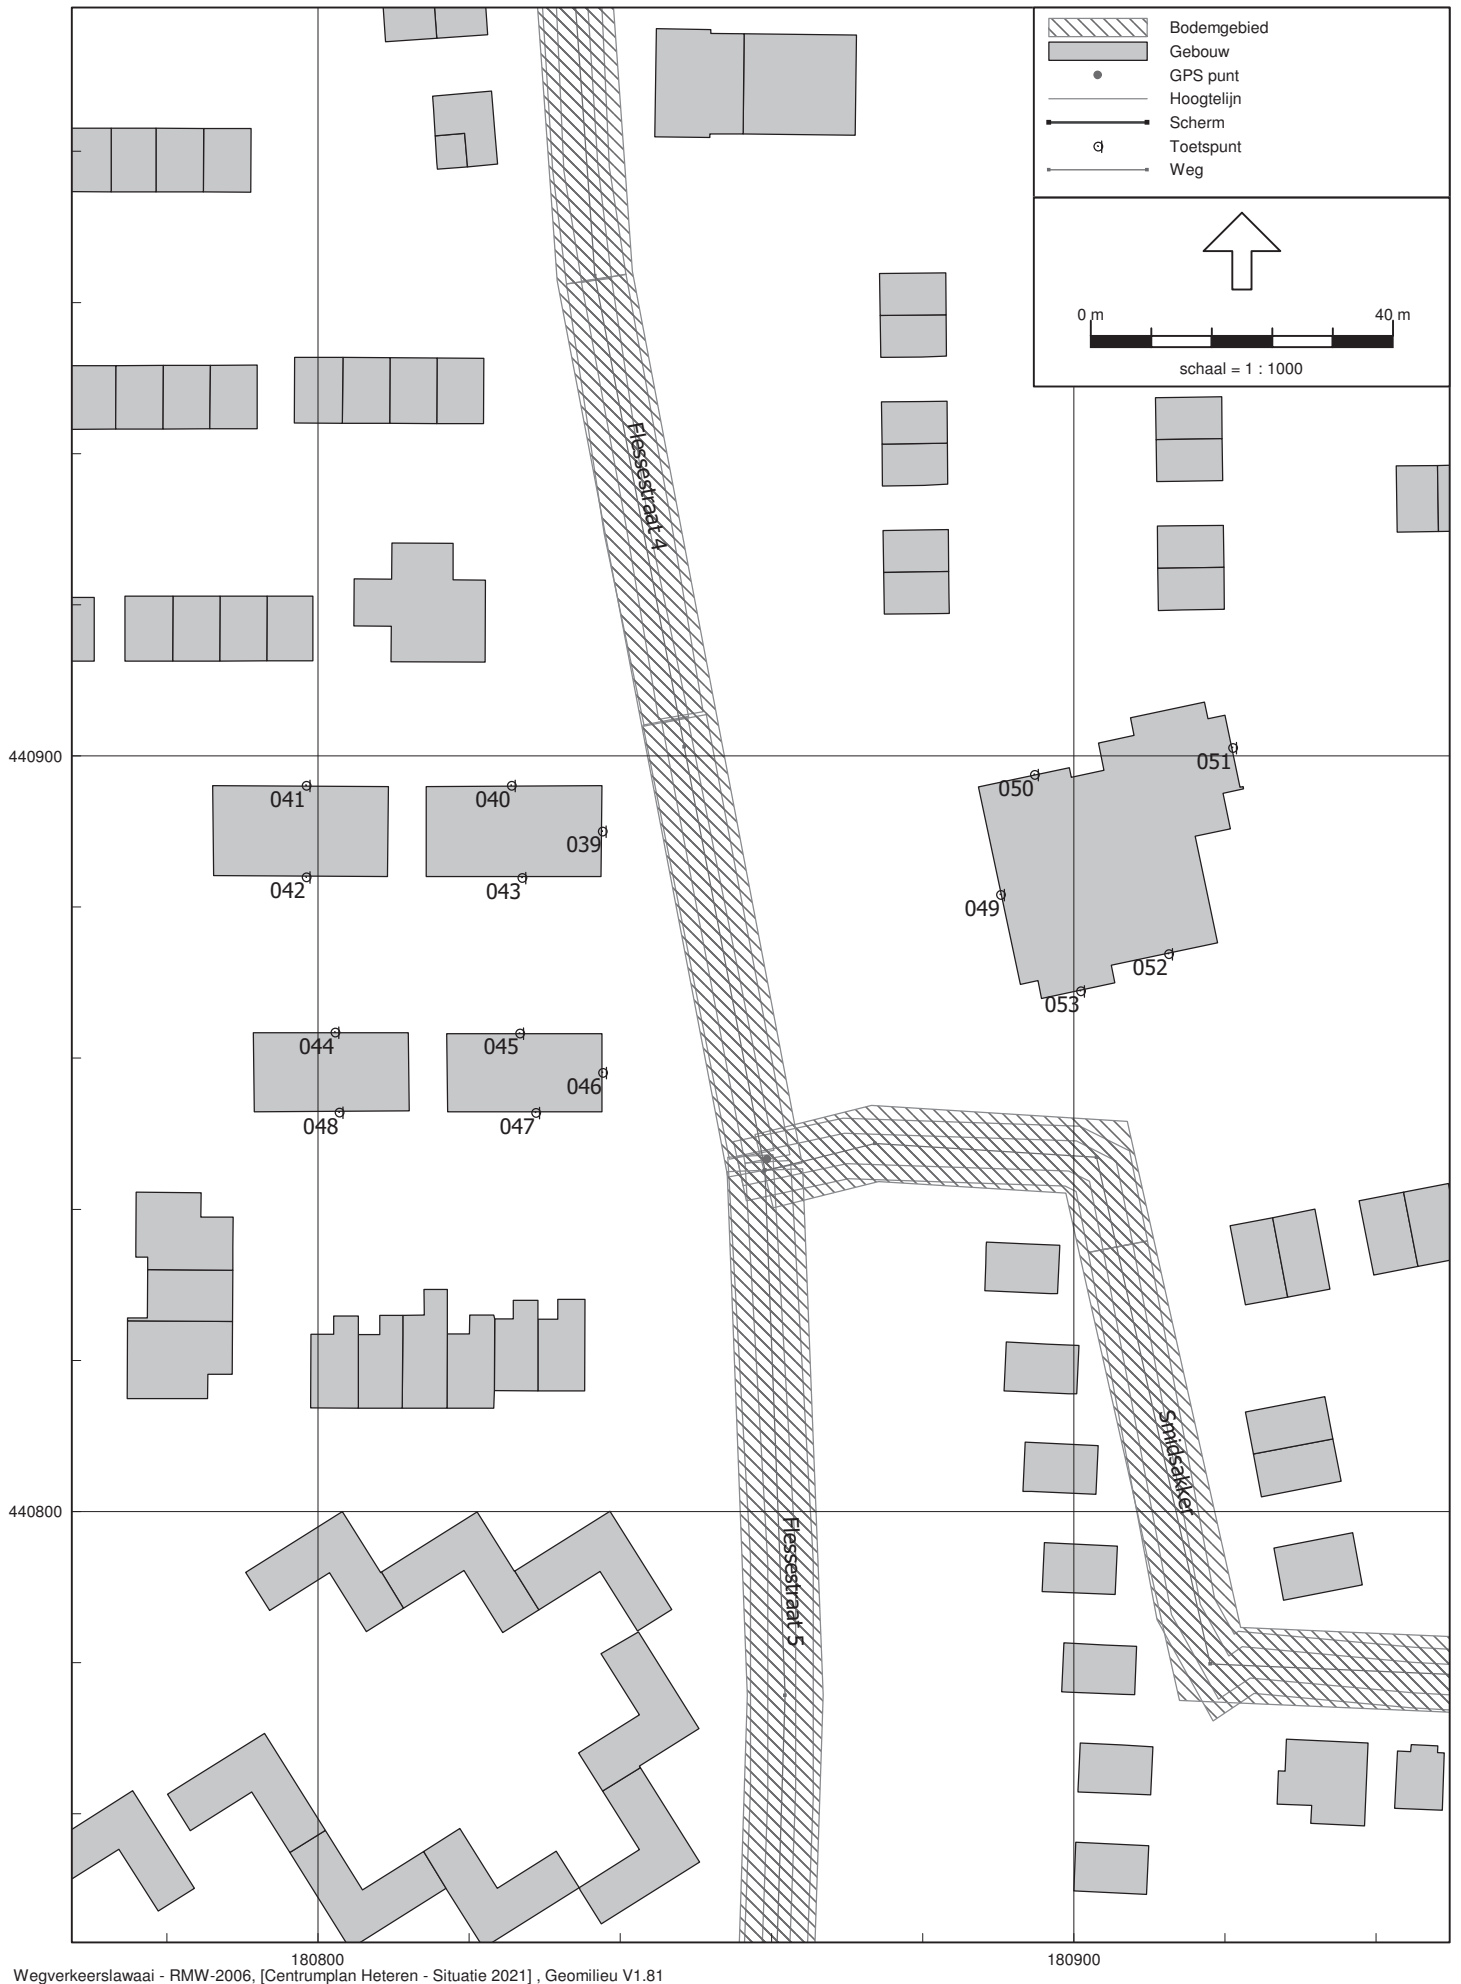 Bodemgebied
Gebouw
GPS punt
Hoogtelijn
Scherm
Toetspunt
Weg
0 m 40 m
schaal = 1 : 1000
Flessestraat 4
440900
051
050
041
040
039
042
043
049
052
053
044
045
046
048
047
Smidsakker
440800
Flessestraat 5
180800 180900
Wegverkeerslawaai - RMW-2006, [Centrumplan Heteren - Situatie 2021] , Geomilieu V1.81